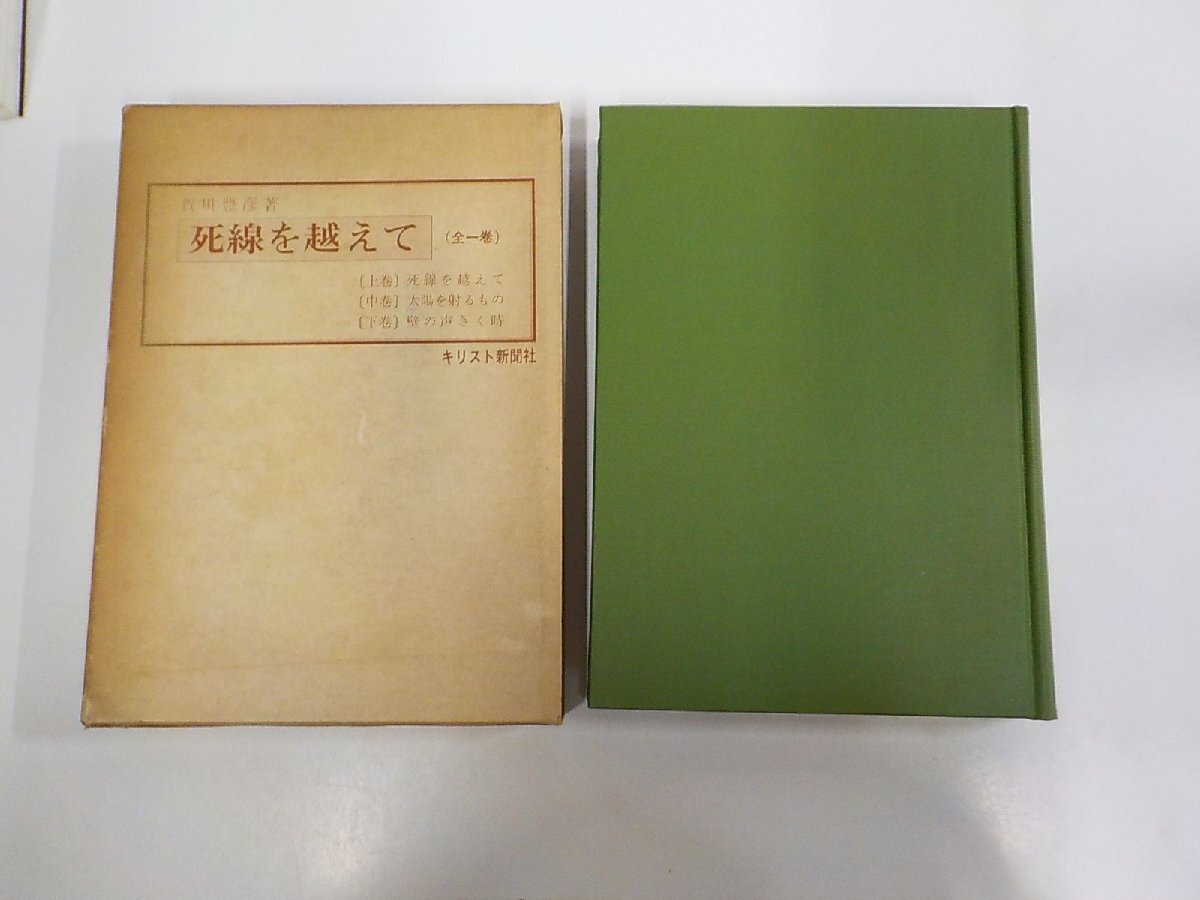 賀川豊彦著
死線を越えて（全一巻）
〔上巻〕死線を越えて
〔中巻〕太陽を射るもの
〔下巻〕壁の声きく時
キリスト新聞社